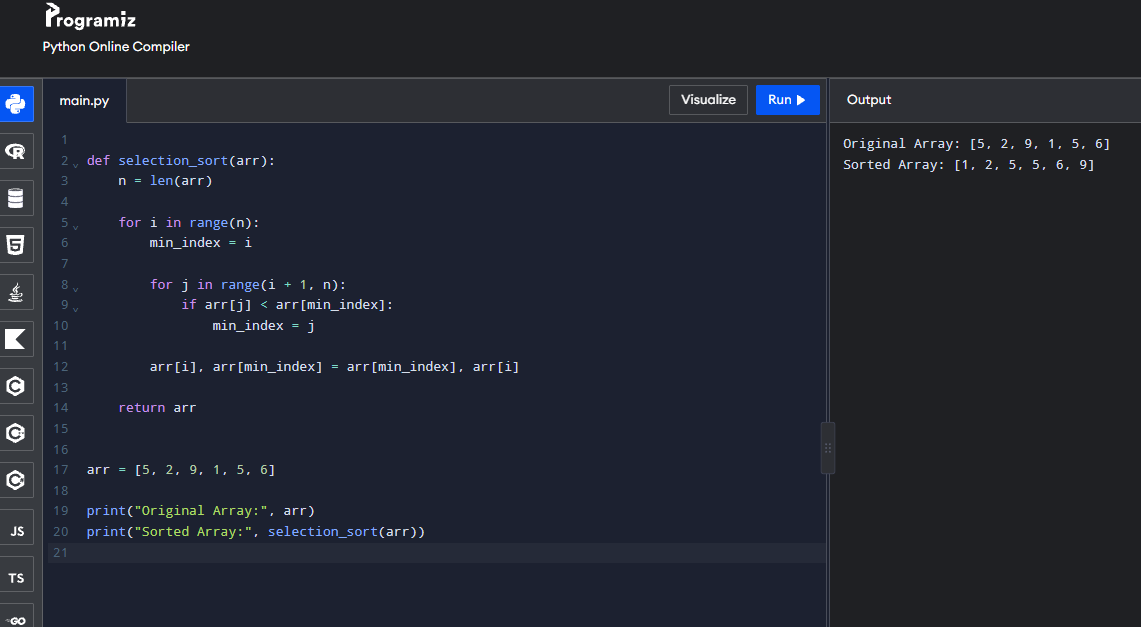 Programiz
Python Online Compiler
main.py
Visualize
Run
Output
1
2 def selection_sort(arr):
3     n = len(arr)
4
5     for i in range(n):
6         min_index = i
7
8         for j in range(i + 1, n):
9             if arr[j] < arr[min_index]:
10                 min_index = j
11
12         arr[i], arr[min_index] = arr[min_index], arr[i]
13
14     return arr
15
16
17 arr = [5, 2, 9, 1, 5, 6]
18
19 print("Original Array:", arr)
20 print("Sorted Array:", selection_sort(arr))
21
Original Array: [5, 2, 9, 1, 5, 6]
Sorted Array: [1, 2, 5, 5, 6, 9]
R
5
C
C
C
JS
TS
GO